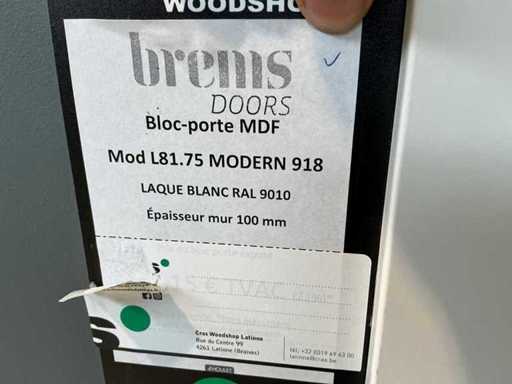 WOODSHO
brems
DOORS
Bloc-porte MDF
Mod L81.75 MODERN 918
LAQUE BLANC RAL 9010
Épaisseur mur 100 mm
€ TVAC
Cras Woodshop Latinne
Rue du Centre 99
4261 Latinne (Braives)